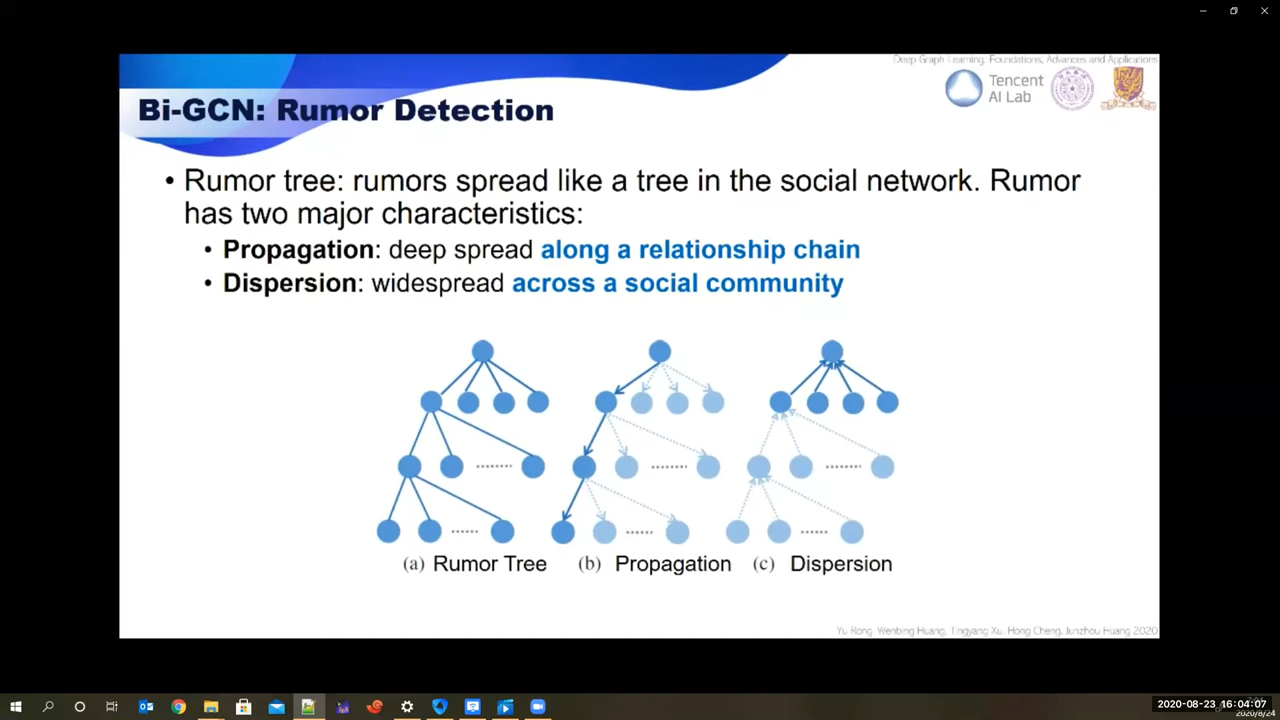 Deep Graph Learning: Foundations, Advances and Applications
Tencent
AI Lab
Bi-GCN: Rumor Detection
• Rumor tree: rumors spread like a tree in the social network. Rumor
has two major characteristics:
• Propagation: deep spread along a relationship chain
• Dispersion: widespread across a social community
(a) Rumor Tree (b) Propagation (c) Dispersion
Yu Rong, Wenbing Huang, Tingyang Xu, Hong Cheng, Junzhou Huang 2020
2020-08-23 16:04:07
2020/8/24